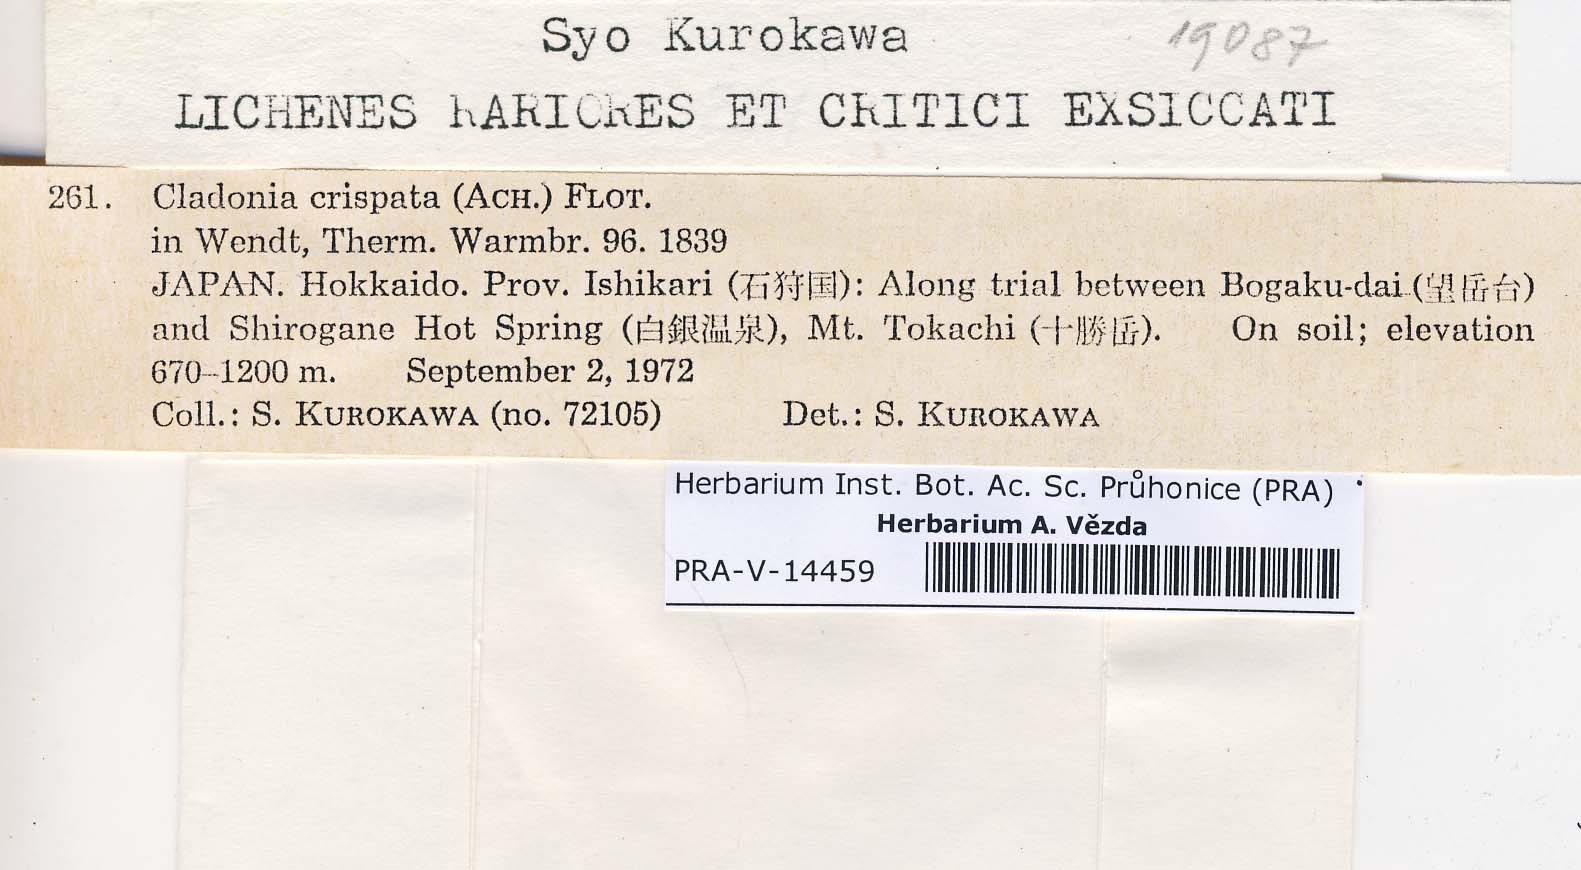 Syo Kurokawa 19087
LICHENES RARIORES ET CRITICI EXSICCATI
261. Cladonia crispata (ACH.) FLOT.
in Wendt, Therm. Warmbr. 96. 1839
JAPAN. Hokkaido. Prov. Ishikari (石狩国): Along trial between Bogaku-dai (望岳台)
and Shirogane Hot Spring (白銀温泉), Mt. Tokachi (十勝岳). On soil; elevation
670-1200 m. September 2, 1972
Coll.: S. KUROKAWA (no. 72105) Det.: S. KUROKAWA
Herbarium Inst. Bot. Ac. Sc. Průhonice (PRA)
Herbarium A. Vězda
PRA-V-14459